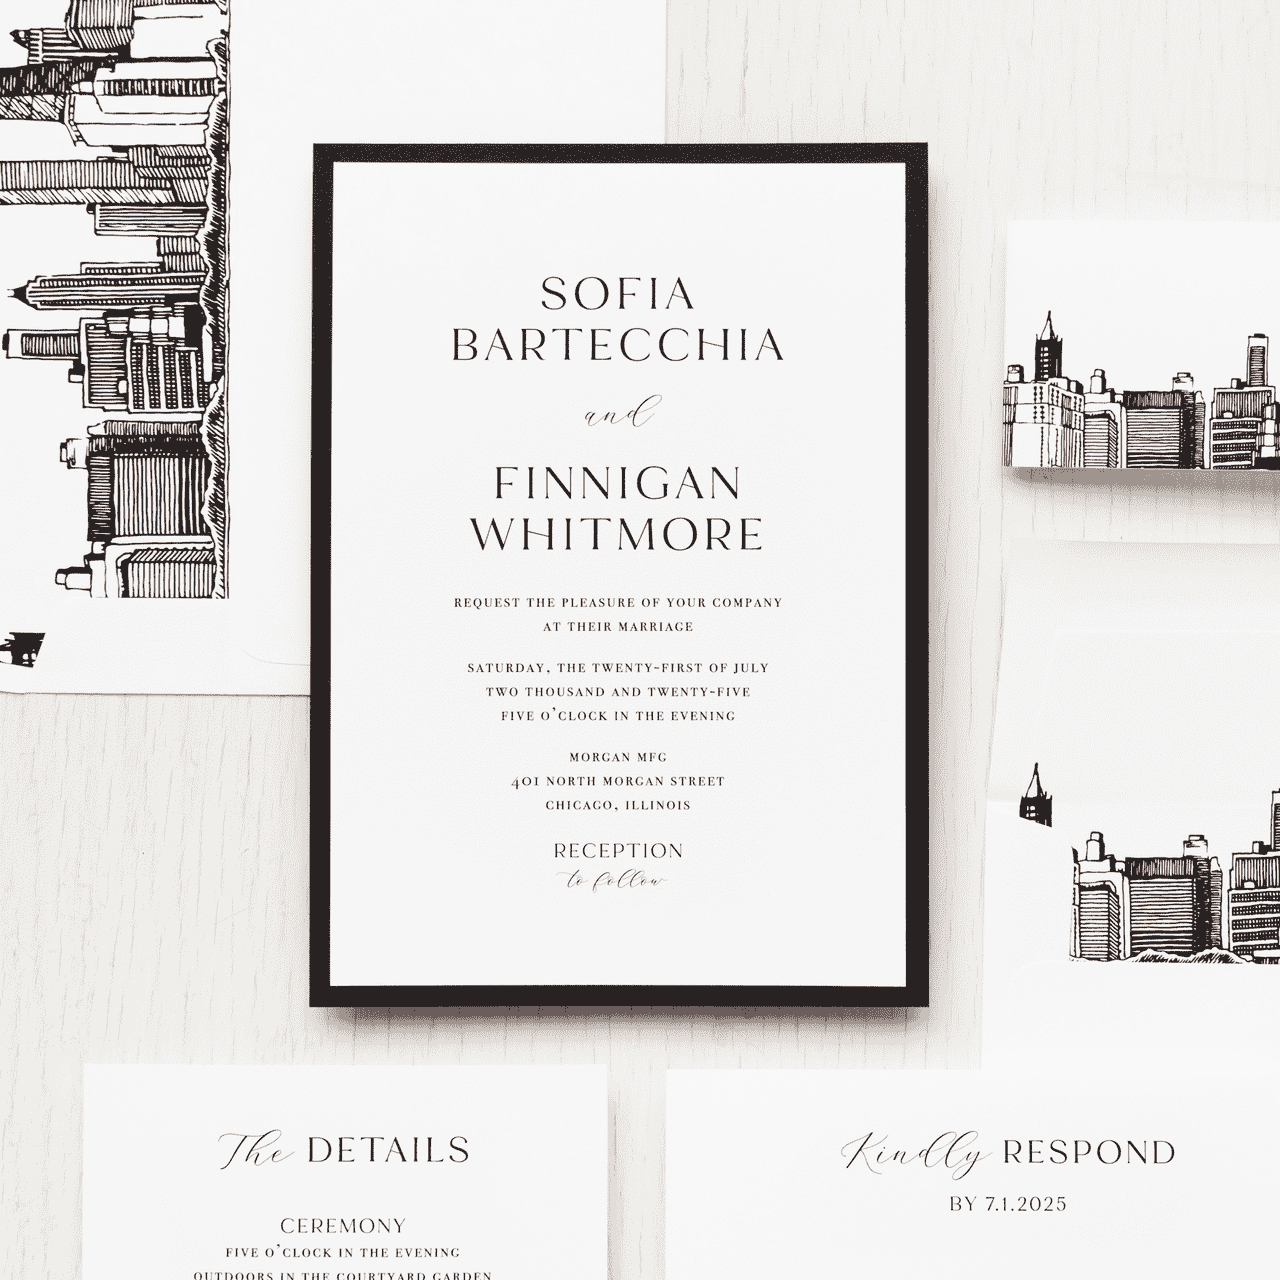 SOFIA
BARTECCHIA
and
FINNIGAN
WHITMORE
REQUEST THE PLEASURE OF YOUR COMPANY
AT THEIR MARRIAGE
SATURDAY, THE TWENTY-FIRST OF JULY
TWO THOUSAND AND TWENTY-FIVE
FIVE O'CLOCK IN THE EVENING
MORGAN MFG
401 NORTH MORGAN STREET
CHICAGO, ILLINOIS
RECEPTION
to follow
The DETAILS
CEREMONY
FIVE O'CLOCK IN THE EVENING
OUTDOORS IN THE COURTYARD GARDEN
Kindly RESPOND
BY 7.1.2025